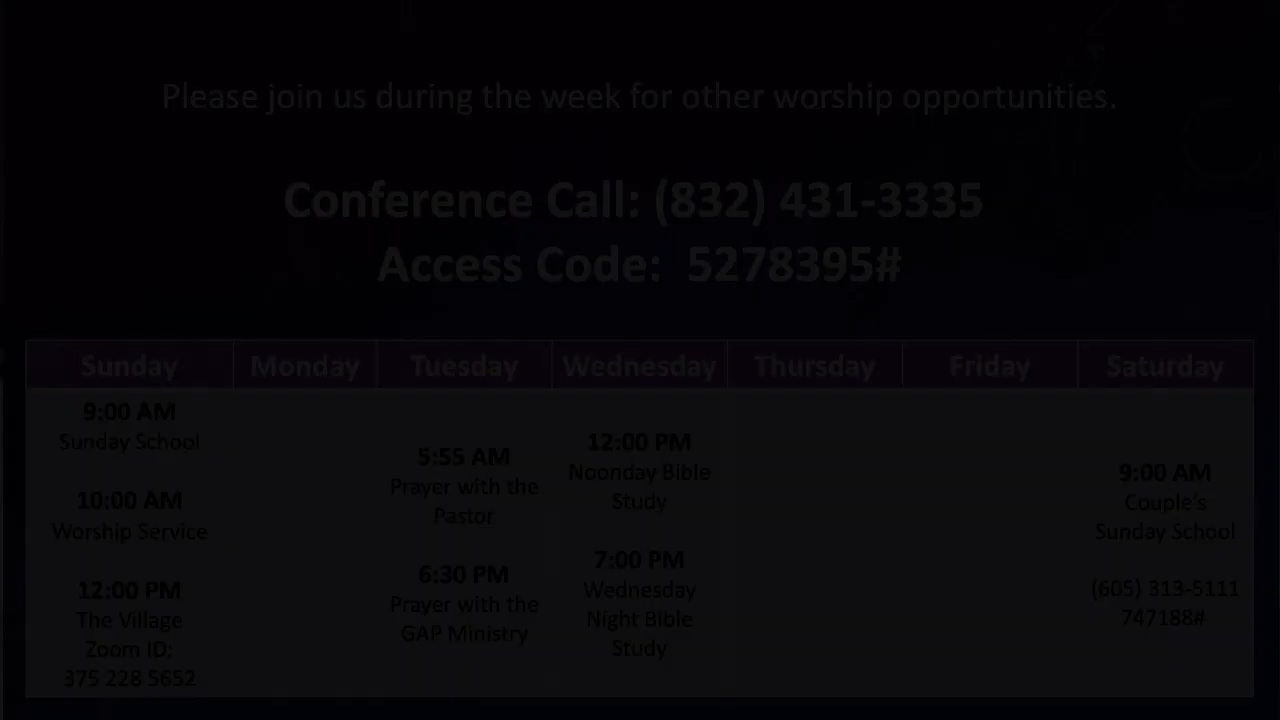 Please join us during the week for other worship opportunities.
Conference Call: (832) 431-3335
Access Code: 5278395#
Sunday Monday Tuesday Wednesday Thursday Friday Saturday
9:00 AM
Sunday School
10:00 AM
Worship Service
12:00 PM
The Village
Zoom ID:
375 228 5652
5:55 AM
Prayer with the
Pastor
6:30 PM
Prayer with the
GAP Ministry
12:00 PM
Noonday Bible
Study
7:00 PM
Wednesday
Night Bible
Study
9:00 AM
Couple's
Sunday School
(605) 313-5111
747188#